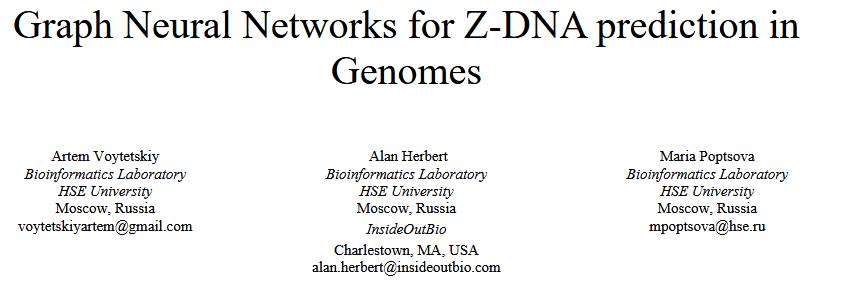 Graph Neural Networks for Z-DNA prediction in
Genomes
Artem Voytetskiy
Bioinformatics Laboratory
HSE University
Moscow, Russia
voytetskiyartem@gmail.com
Alan Herbert
Bioinformatics Laboratory
HSE University
Moscow, Russia
InsideOutBio
Charlestown, MA, USA
alan.herbert@insideoutbio.com
Maria Poptsova
Bioinformatics Laboratory
HSE University
Moscow, Russia
mpoptsova@hse.ru